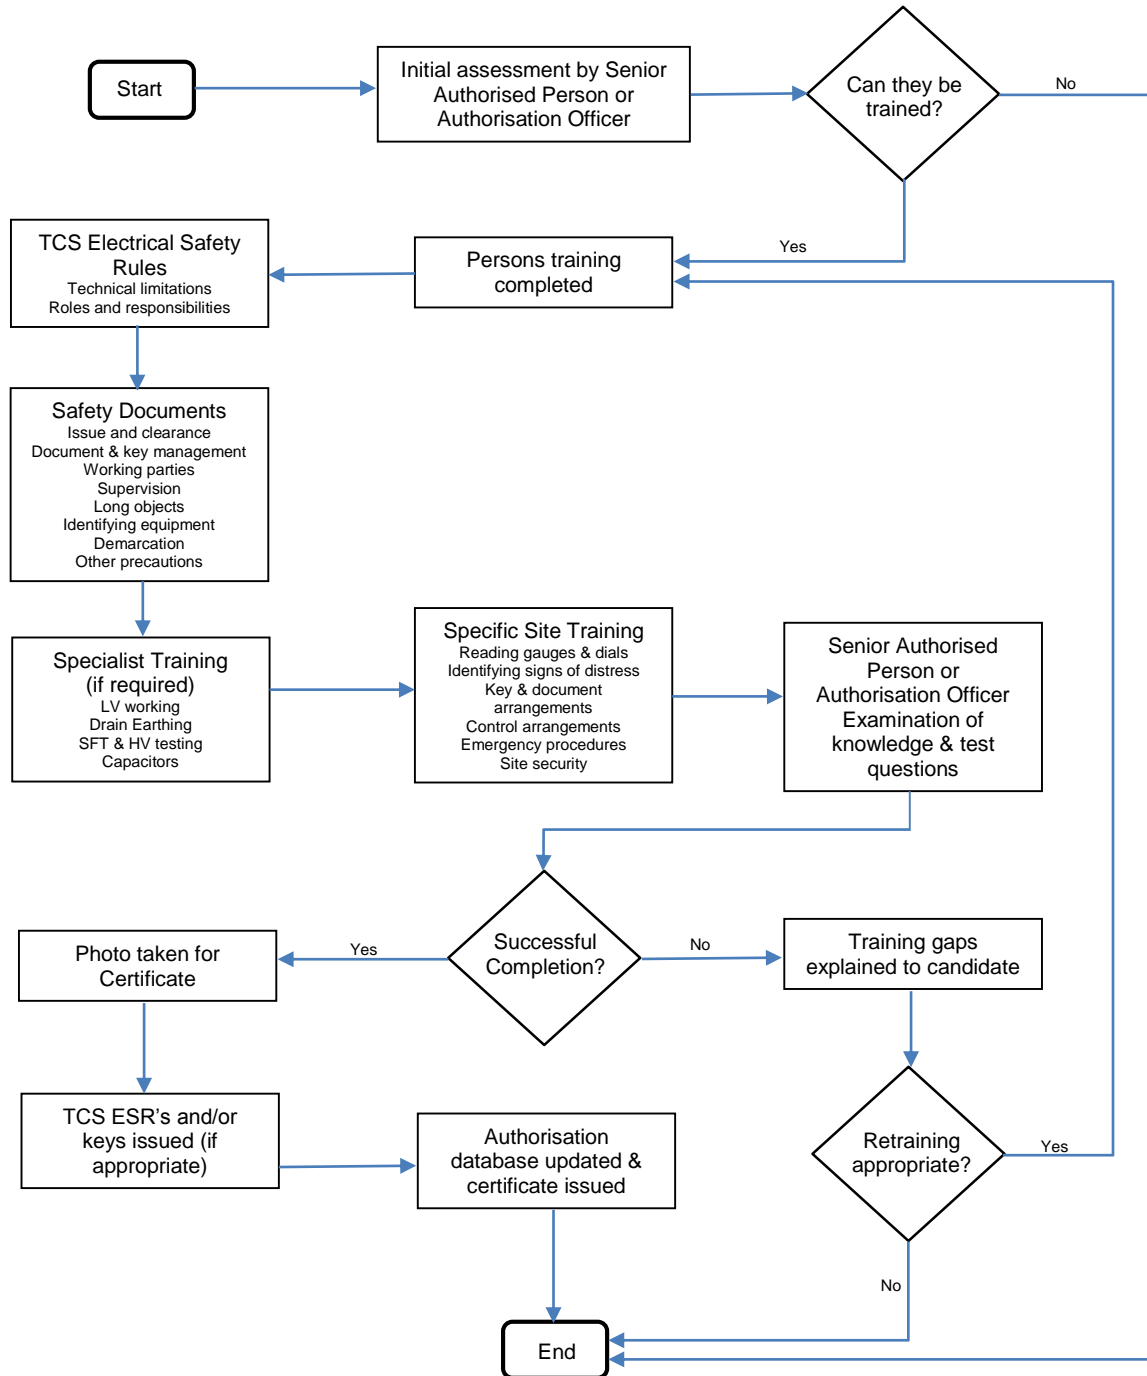 Start
Initial assessment by Senior
Authorised Person or
Authorisation Officer
Can they be
trained?
No
Yes
Persons training
completed
TCS Electrical Safety
Rules
Technical limitations
Roles and responsibilities
Safety Documents
Issue and clearance
Document & key management
Working parties
Supervision
Long objects
Identifying equipment
Demarcation
Other precautions
Specialist Training
(if required)
LV working
Drain Earthing
SFT & HV testing
Capacitors
Specific Site Training
Reading gauges & dials
Identifying signs of distress
Key & document
arrangements
Control arrangements
Emergency procedures
Site security
Senior Authorised
Person or
Authorisation Officer
Examination of
knowledge & test
questions
Successful
Completion?
Yes
No
Photo taken for
Certificate
Training gaps
explained to candidate
TCS ESR's and/or
keys issued (if
appropriate)
Authorisation
database updated &
certificate issued
Retraining
appropriate?
Yes
No
End